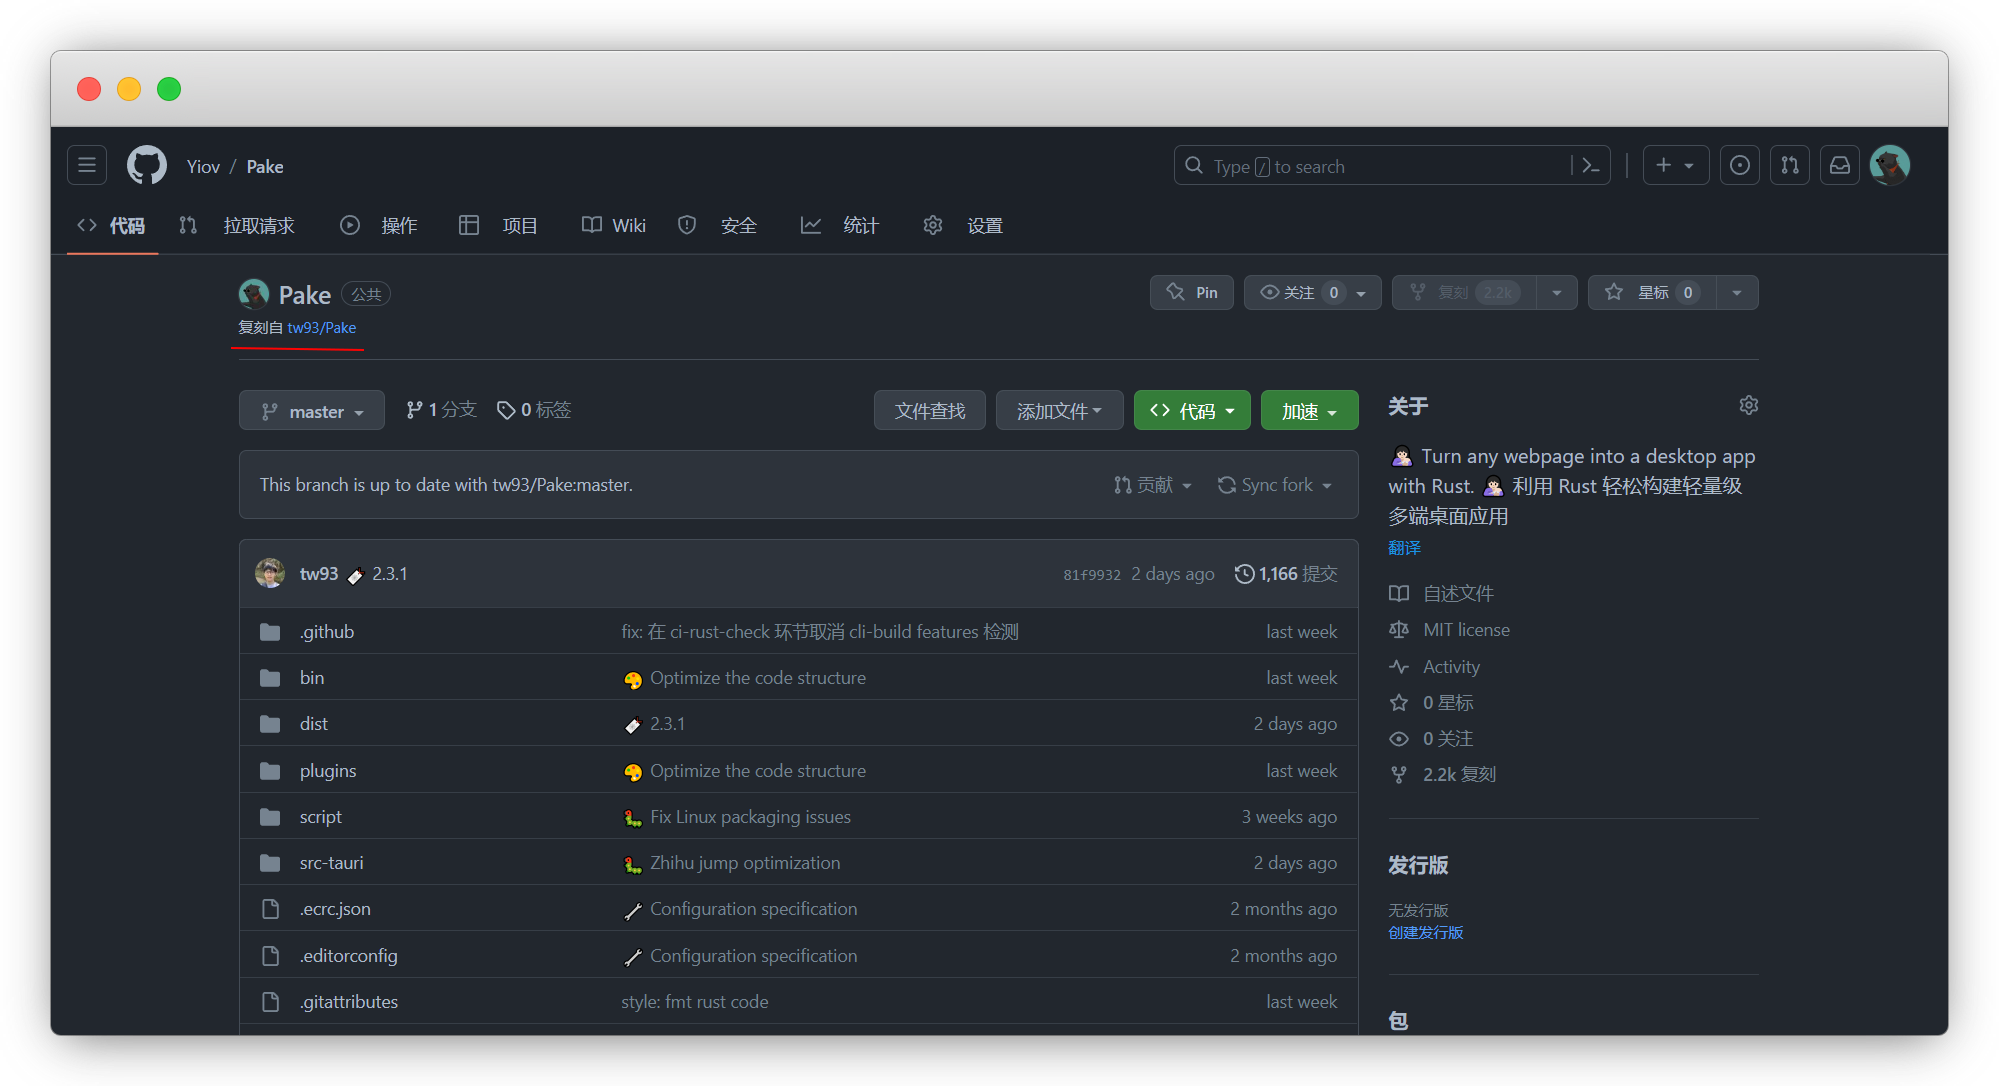 Yiov / Pake
Type / to search
代码 拉取请求 操作 项目 Wiki 安全 统计 设置
Pake 公共
Pin 关注 0 复刻 2.2k 星标 0
复刻自 tw93/Pake
master 1 分支 0 标签 文件查找 添加文件 代码 加速
This branch is up to date with tw93/Pake:master. 贡献 Sync fork
tw93 2.3.1 81f9932 2 days ago 1,166 提交
.github fix: 在 ci-rust-check 环节取消 cli-build features 检测 last week
bin Optimize the code structure last week
dist 2.3.1 2 days ago
plugins Optimize the code structure last week
script Fix Linux packaging issues 3 weeks ago
src-tauri Zhihu jump optimization 2 days ago
.ecrc.json Configuration specification 2 months ago
.editorconfig Configuration specification 2 months ago
.gitattributes style: fmt rust code last week
关于
Turn any webpage into a desktop app
with Rust. 利用 Rust 轻松构建轻量级
多端桌面应用
翻译
自述文件
MIT license
Activity
0 星标
0 关注
2.2k 复刻
发行版
无发行版
创建发行版
包